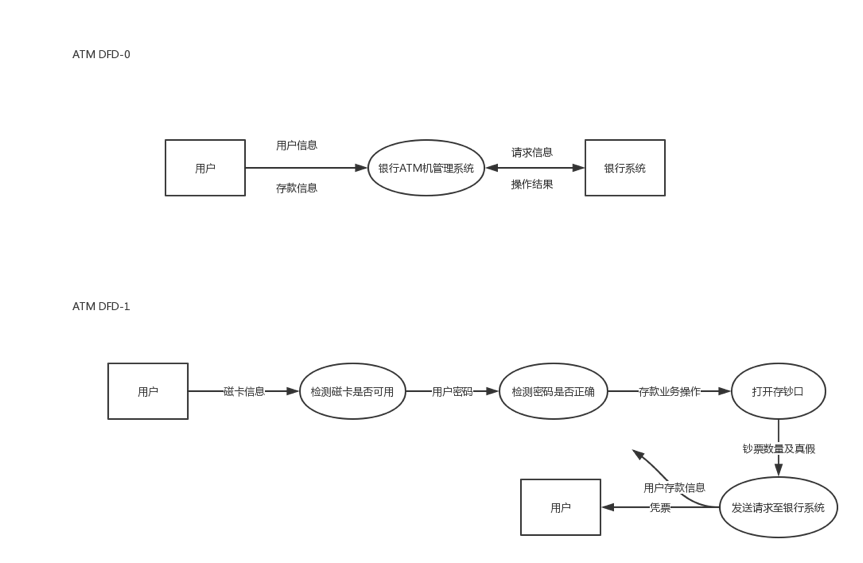 ATM DFD-0
用户信息
请求信息
用户
银行ATM机管理系统
银行系统
存款信息
操作结果
ATM DFD-1
用户
磁卡信息
检测磁卡是否可用
用户密码
检测密码是否正确
存款业务操作
打开存钞口
钞票数量及真假
用户存款信息
用户
凭票
发送请求至银行系统